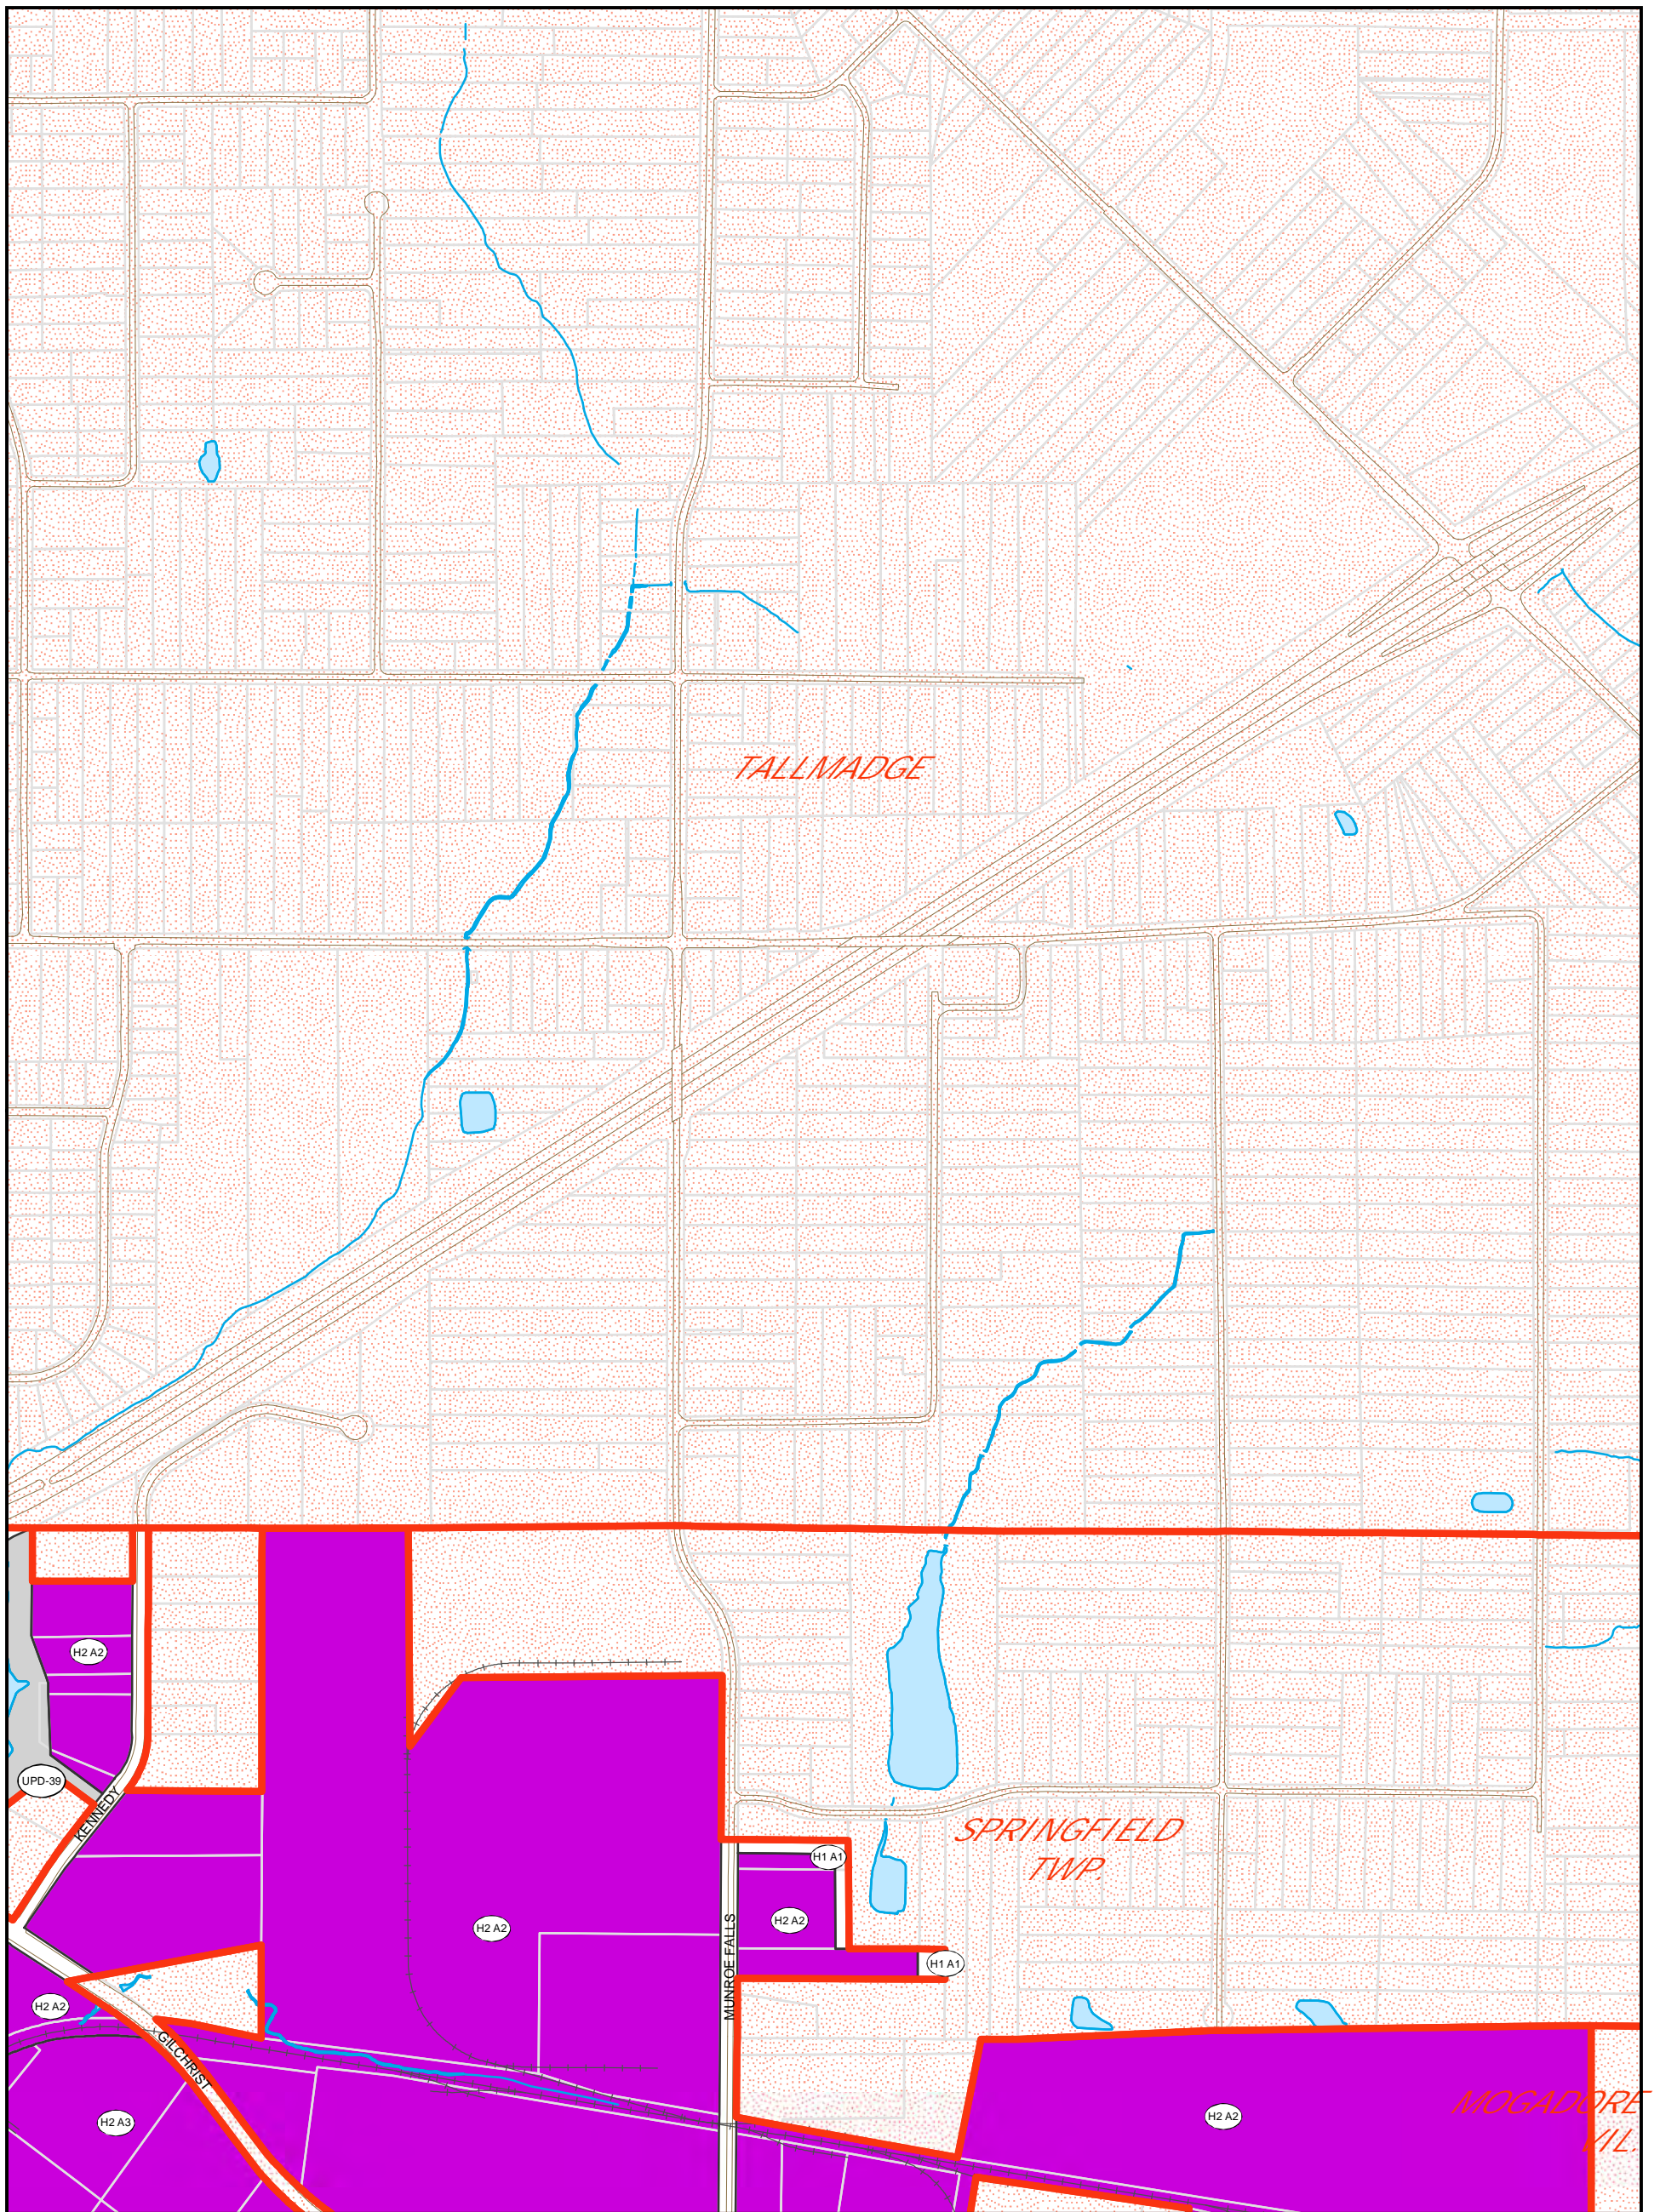 TALLMADGE
H2 A2
UPD-39
KENNEDY
SPRINGFIELD
TWP.
H1 A1
H2 A2
H2 A2
MUNROE FALLS
H1 A1
H2 A2
GILCHRIST
H2 A3
H2 A2
MOGADORE
VIL.